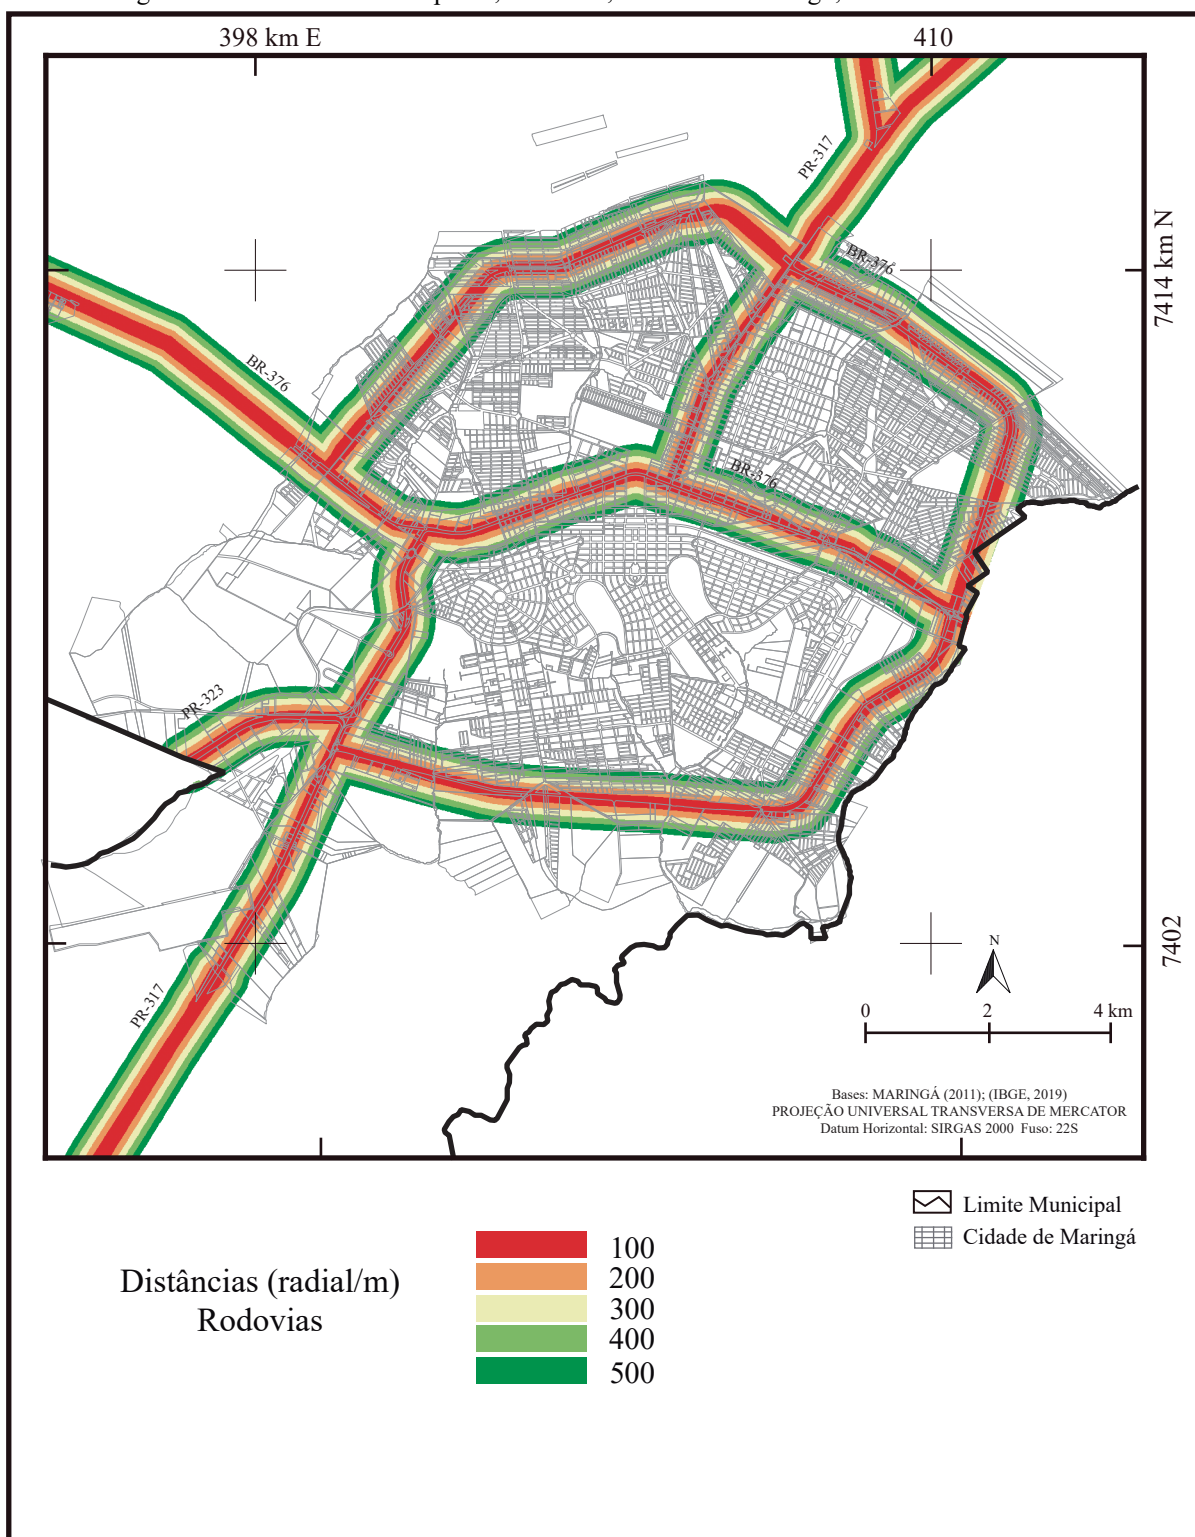 398 km E
410
PR-317
BR-376
7414 km N
BR-376
BR-376
PR-323
7402
N
PR-317
0 2 4 km
Bases: MARINGÁ (2011); (IBGE, 2019)
PROJEÇÃO UNIVERSAL TRANSVERSA DE MERCATOR
Datum Horizontal: SIRGAS 2000 Fuso: 22S
Limite Municipal
Cidade de Maringá
Distâncias (radial/m)
Rodovias
100
200
300
400
500